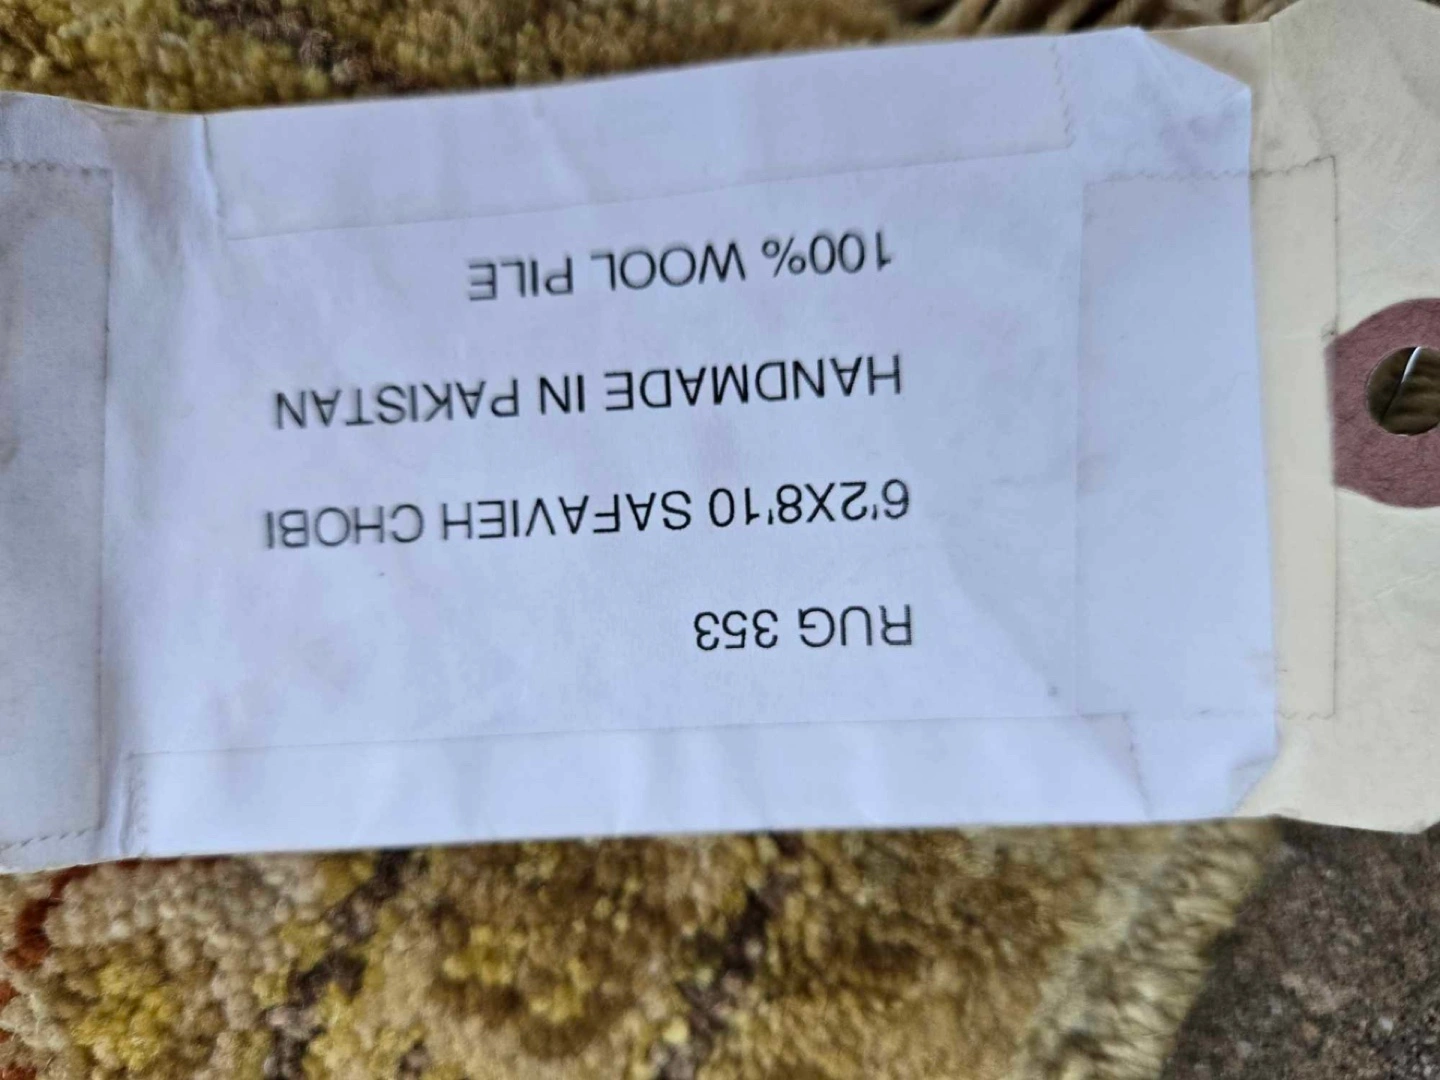 RUG 353
6'2X8'10 SAFAVIEH CHOBI
HANDMADE IN PAKISTAN
100% WOOL PILE